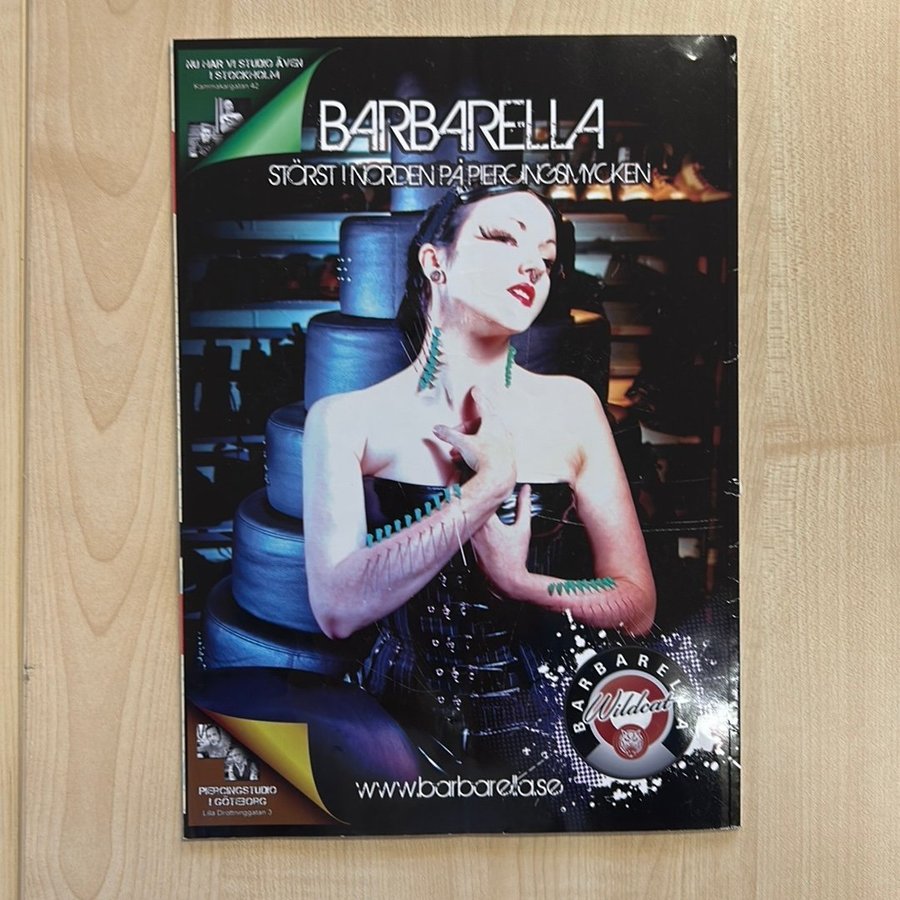 NU HAR VI STUDIO ÄVEN
I STOCKHOLM
Kammakargatan 42
BARBARELLA
STÖRST I NORDEN PÅ PIERCINGSMYCKEN
BARBARELLA
Wildcat
www.barbarella.se
PIERCINGSTUDIO
I GÖTEBORG
Lilla Drottninggatan 3